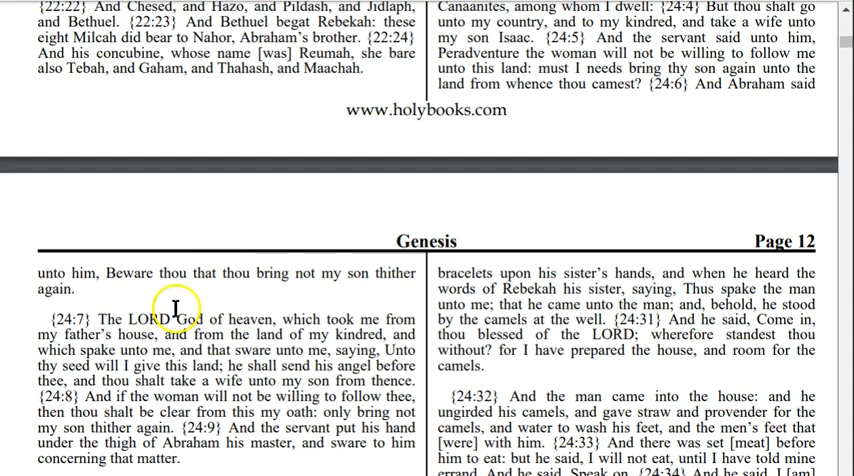 {22:22} And Chesed, and Hazo, and Pildash, and Jidlaph,
and Bethuel. {22:23} And Bethuel begat Rebekah: these
eight Milcah did bear to Nahor, Abraham's brother. {22:24}
And his concubine, whose name [was] Reumah, she bare
also Tebah, and Gaham, and Thahash, and Maachah.
Canaanites, among whom I dwell: {24:4} But thou shalt go
unto my country, and to my kindred, and take a wife unto
my son Isaac. {24:5} And the servant said unto him,
Peradventure the woman will not be willing to follow me
unto this land: must I needs bring thy son again unto the
land from whence thou camest? {24:6} And Abraham said
www.holybooks.com
Genesis
Page 12
unto him, Beware thou that thou bring not my son thither
again.
{24:7} The LORD God of heaven, which took me from
my father's house, and from the land of my kindred, and
which spake unto me, and that sware unto me, saying, Unto
thy seed will I give this land; he shall send his angel before
thee, and thou shalt take a wife unto my son from thence.
{24:8} And if the woman will not be willing to follow thee,
then thou shalt be clear from this my oath: only bring not
my son thither again. {24:9} And the servant put his hand
under the thigh of Abraham his master, and sware to him
concerning that matter.
bracelets upon his sister's hands, and when he heard the
words of Rebekah his sister, saying, Thus spake the man
unto me; that he came unto the man; and, behold, he stood
by the camels at the well. {24:31} And he said, Come in,
thou blessed of the LORD; wherefore standest thou
without? for I have prepared the house, and room for the
camels.
{24:32} And the man came into the house: and he
ungirded his camels, and gave straw and provender for the
camels, and water to wash his feet, and the men's feet that
[were] with him. {24:33} And there was set [meat] before
him to eat: but he said, I will not eat, until I have told mine
errand. And he said, Speak on. {24:34} And he said, I [am]